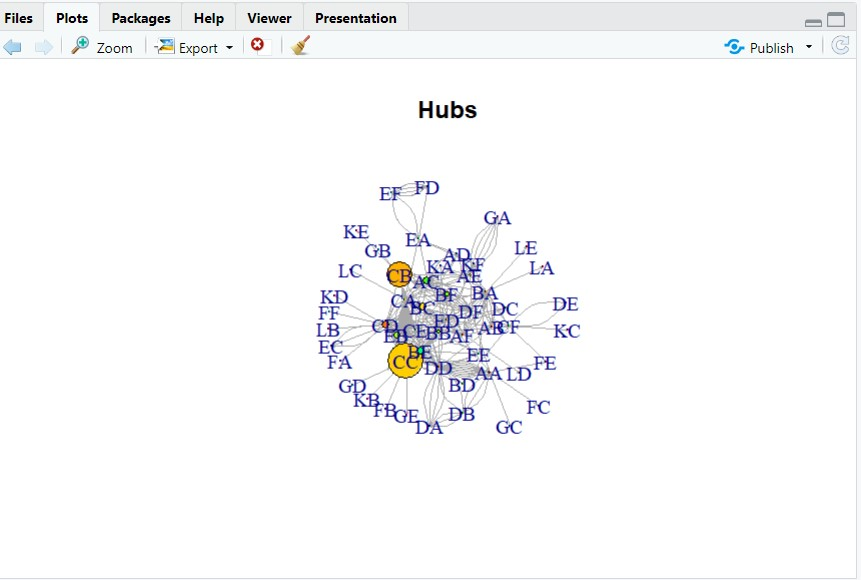 Files Plots Packages Help Viewer Presentation
Zoom Export Publish
Hubs
EF FD
GA
KE
EA
LE
GB
AD
KA KF
LA
LC
CB AC AE
BF BA
KD
CA BC
DF DC DE
FF
CD ED
AB CF KC
LB
EB CE BB AF
EC
BE EE
FA
CC DD
FE
AA LD
GD
BD
KB
FB
GE
DB
FC
DA
GC